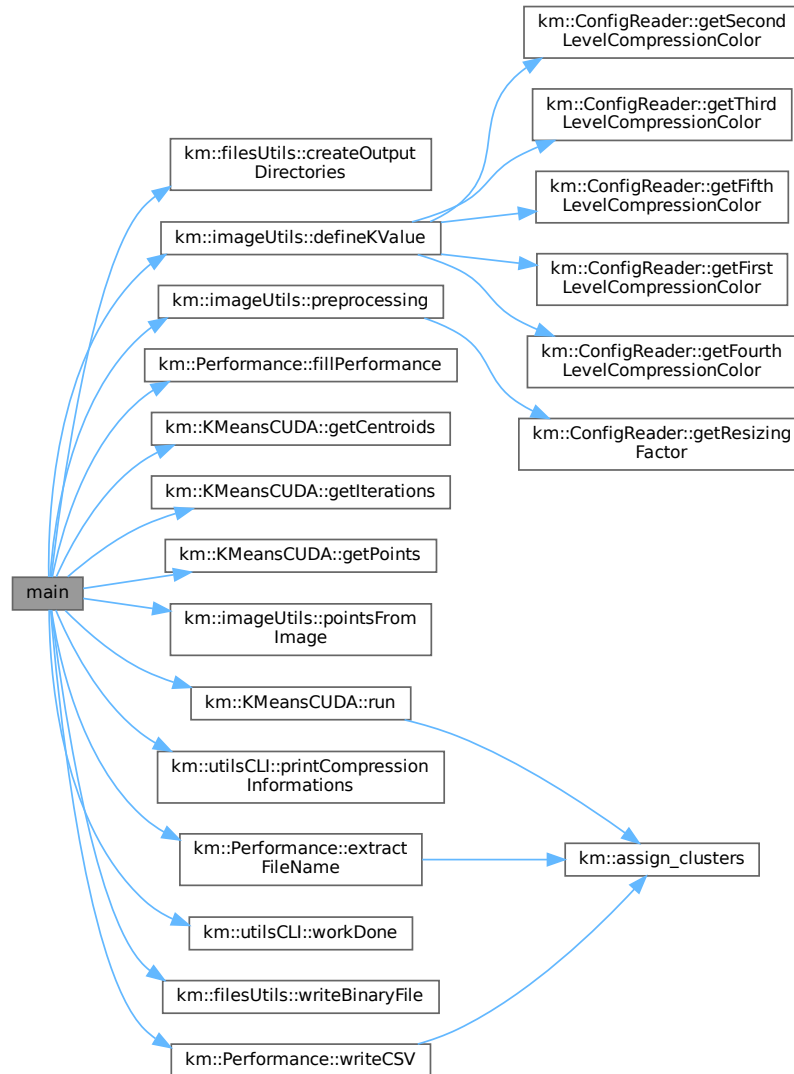 km::ConfigReader::getSecond
LevelCompressionColor
km::ConfigReader::getThird
LevelCompressionColor
km::filesUtils::createOutput
Directories
km::ConfigReader::getFifth
LevelCompressionColor
km::imageUtils::defineKValue
km::ConfigReader::getFirst
LevelCompressionColor
km::imageUtils::preprocessing
km::ConfigReader::getFourth
LevelCompressionColor
km::Performance::fillPerformance
km::KMeansCUDA::getCentroids
km::ConfigReader::getResizing
Factor
km::KMeansCUDA::getIterations
km::KMeansCUDA::getPoints
main
km::imageUtils::pointsFrom
Image
km::KMeansCUDA::run
km::utilsCLI::printCompression
Informations
km::Performance::extract
FileName
km::assign_clusters
km::utilsCLI::workDone
km::filesUtils::writeBinaryFile
km::Performance::writeCSV